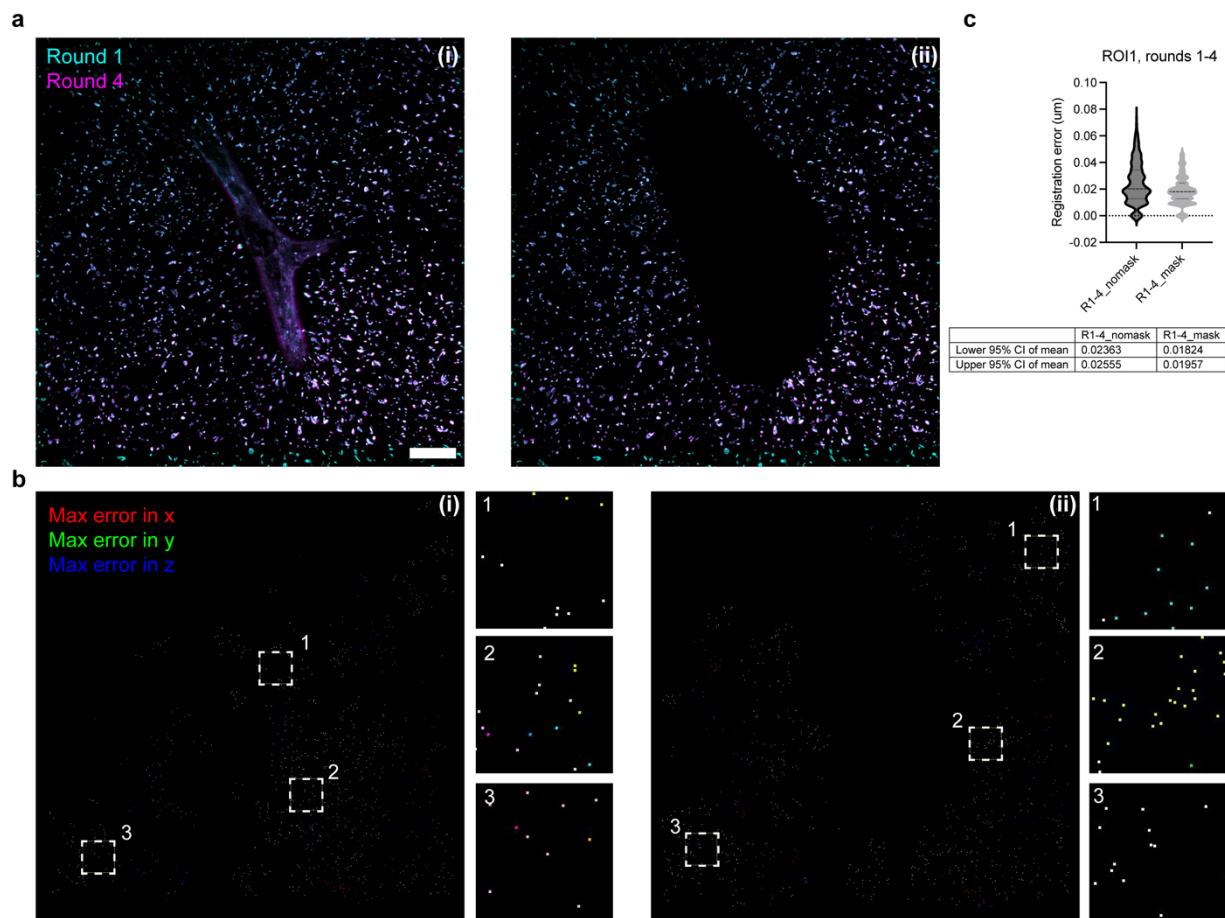 a
Round 1
Round 4
(i)
(ii)
c
ROI1, rounds 1-4
Registration error (um)
0.10
0.08
0.06
0.04
0.02
0.00
-0.02
R1-4_nomask
R1-4_mask
R1-4_nomask R1-4_mask
Lower 95% CI of mean 0.02363 0.01824
Upper 95% CI of mean 0.02555 0.01957
b
Max error in x
Max error in y
Max error in z
(i)
1
2
3
1
2
3
(ii)
1
2
3
1
2
3